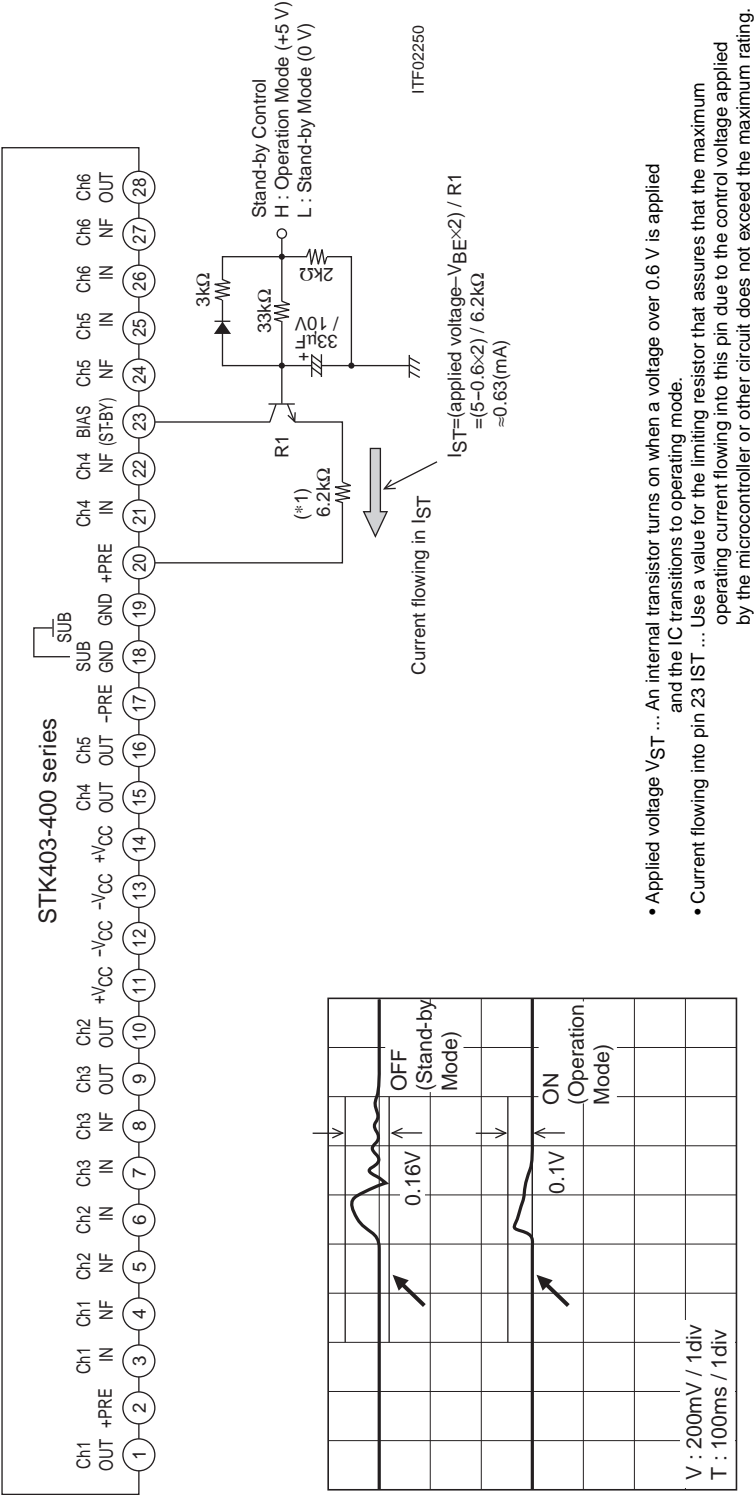 STK403-400 series
SUB
Ch1 OUT
+PRE
Ch1 IN
Ch1 NF
Ch2 NF
Ch2 IN
Ch3 IN
Ch3 NF
Ch3 OUT
Ch2 OUT
+VCC
-VCC
-VCC
+VCC
Ch4 OUT
Ch5 OUT
-PRE
SUB GND
GND
+PRE
Ch4 IN
Ch4 NF
BIAS (ST-BY)
Ch5 NF
Ch5 IN
Ch6 IN
Ch6 NF
Ch6 OUT
1 2 3 4 5 6 7 8 9 10 11 12 13 14 15 16 17 18 19 20 21 22 23 24 25 26 27 28
3kΩ
33kΩ
33µF
/ 10V
+
2kΩ
Stand-by Control
H : Operation Mode (+5 V)
L : Stand-by Mode (0 V)
R1
(*1)
6.2kΩ
Current flowing in IST
IST=(applied voltage–VBE×2) / R1
=(5–0.6×2) / 6.2kΩ
≈0.63(mA)
ITF02250
OFF
(Stand-by
Mode)
0.16V
ON
(Operation
Mode)
0.1V
V : 200mV / 1div
T : 100ms / 1div
• Applied voltage VST ... An internal transistor turns on when a voltage over 0.6 V is applied
and the IC transitions to operating mode.
• Current flowing into pin 23 IST ... Use a value for the limiting resistor that assures that the maximum
operating current flowing into this pin due to the control voltage applied
by the microcontroller or other circuit does not exceed the maximum rating.